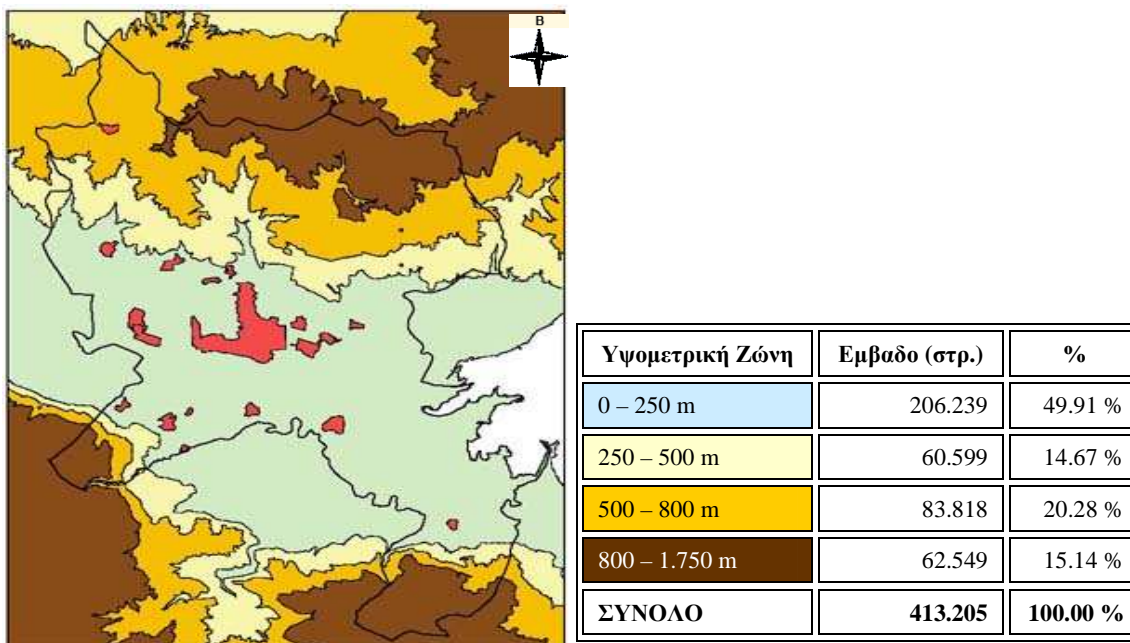 Β
Υψομετρική Ζώνη Εμβαδο (στρ.) %
0 – 250 m 206.239 49.91 %
250 – 500 m 60.599 14.67 %
500 – 800 m 83.818 20.28 %
800 – 1.750 m 62.549 15.14 %
ΣΥΝΟΛΟ 413.205 100.00 %